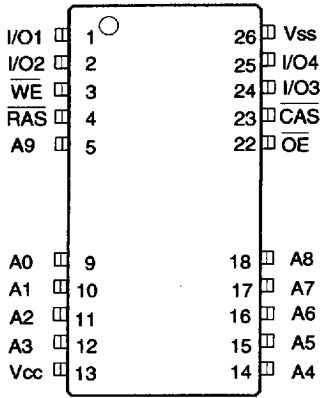 I/O1 1 26 Vss
I/O2 2 25 I/O4
WE 3 24 I/O3
RAS 4 23 CAS
A9 5 22 OE
A0 9 18 A8
A1 10 17 A7
A2 11 16 A6
A3 12 15 A5
Vcc 13 14 A4